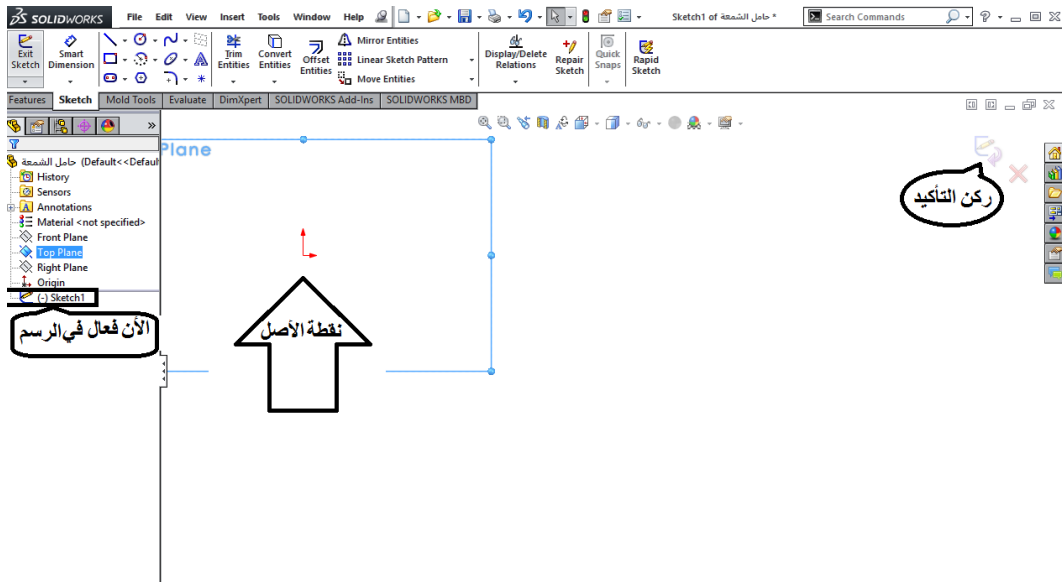 SOLIDWORKS File Edit View Insert Tools Window Help Sketch1 of حامل الشمعة * Search Commands
Exit Sketch
Smart Dimension
Trim Entities
Convert Entities
Offset Entities
Mirror Entities
Linear Sketch Pattern
Move Entities
Display/Delete Relations
Repair Sketch
Quick Snaps
Rapid Sketch
Features Sketch Mold Tools Evaluate DimXpert SOLIDWORKS Add-Ins SOLIDWORKS MBD
Plane
حامل الشمعة (Default<<Defaul
History
Sensors
Annotations
Material <not specified>
Front Plane
Top Plane
Right Plane
Origin
(-) Sketch1
الأن فعال في الرسم
نقطة الأصل
ركن التأكيد